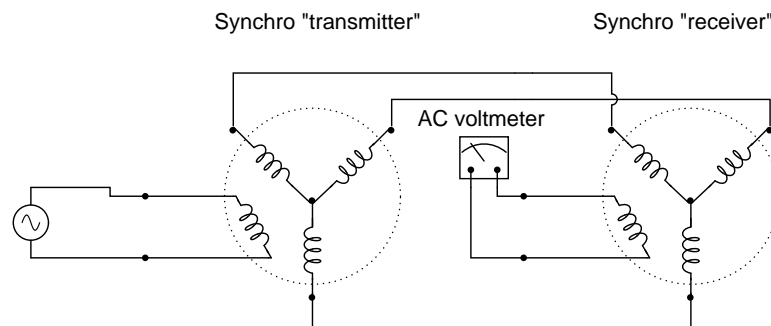 Synchro "transmitter"
Synchro "receiver"
AC voltmeter